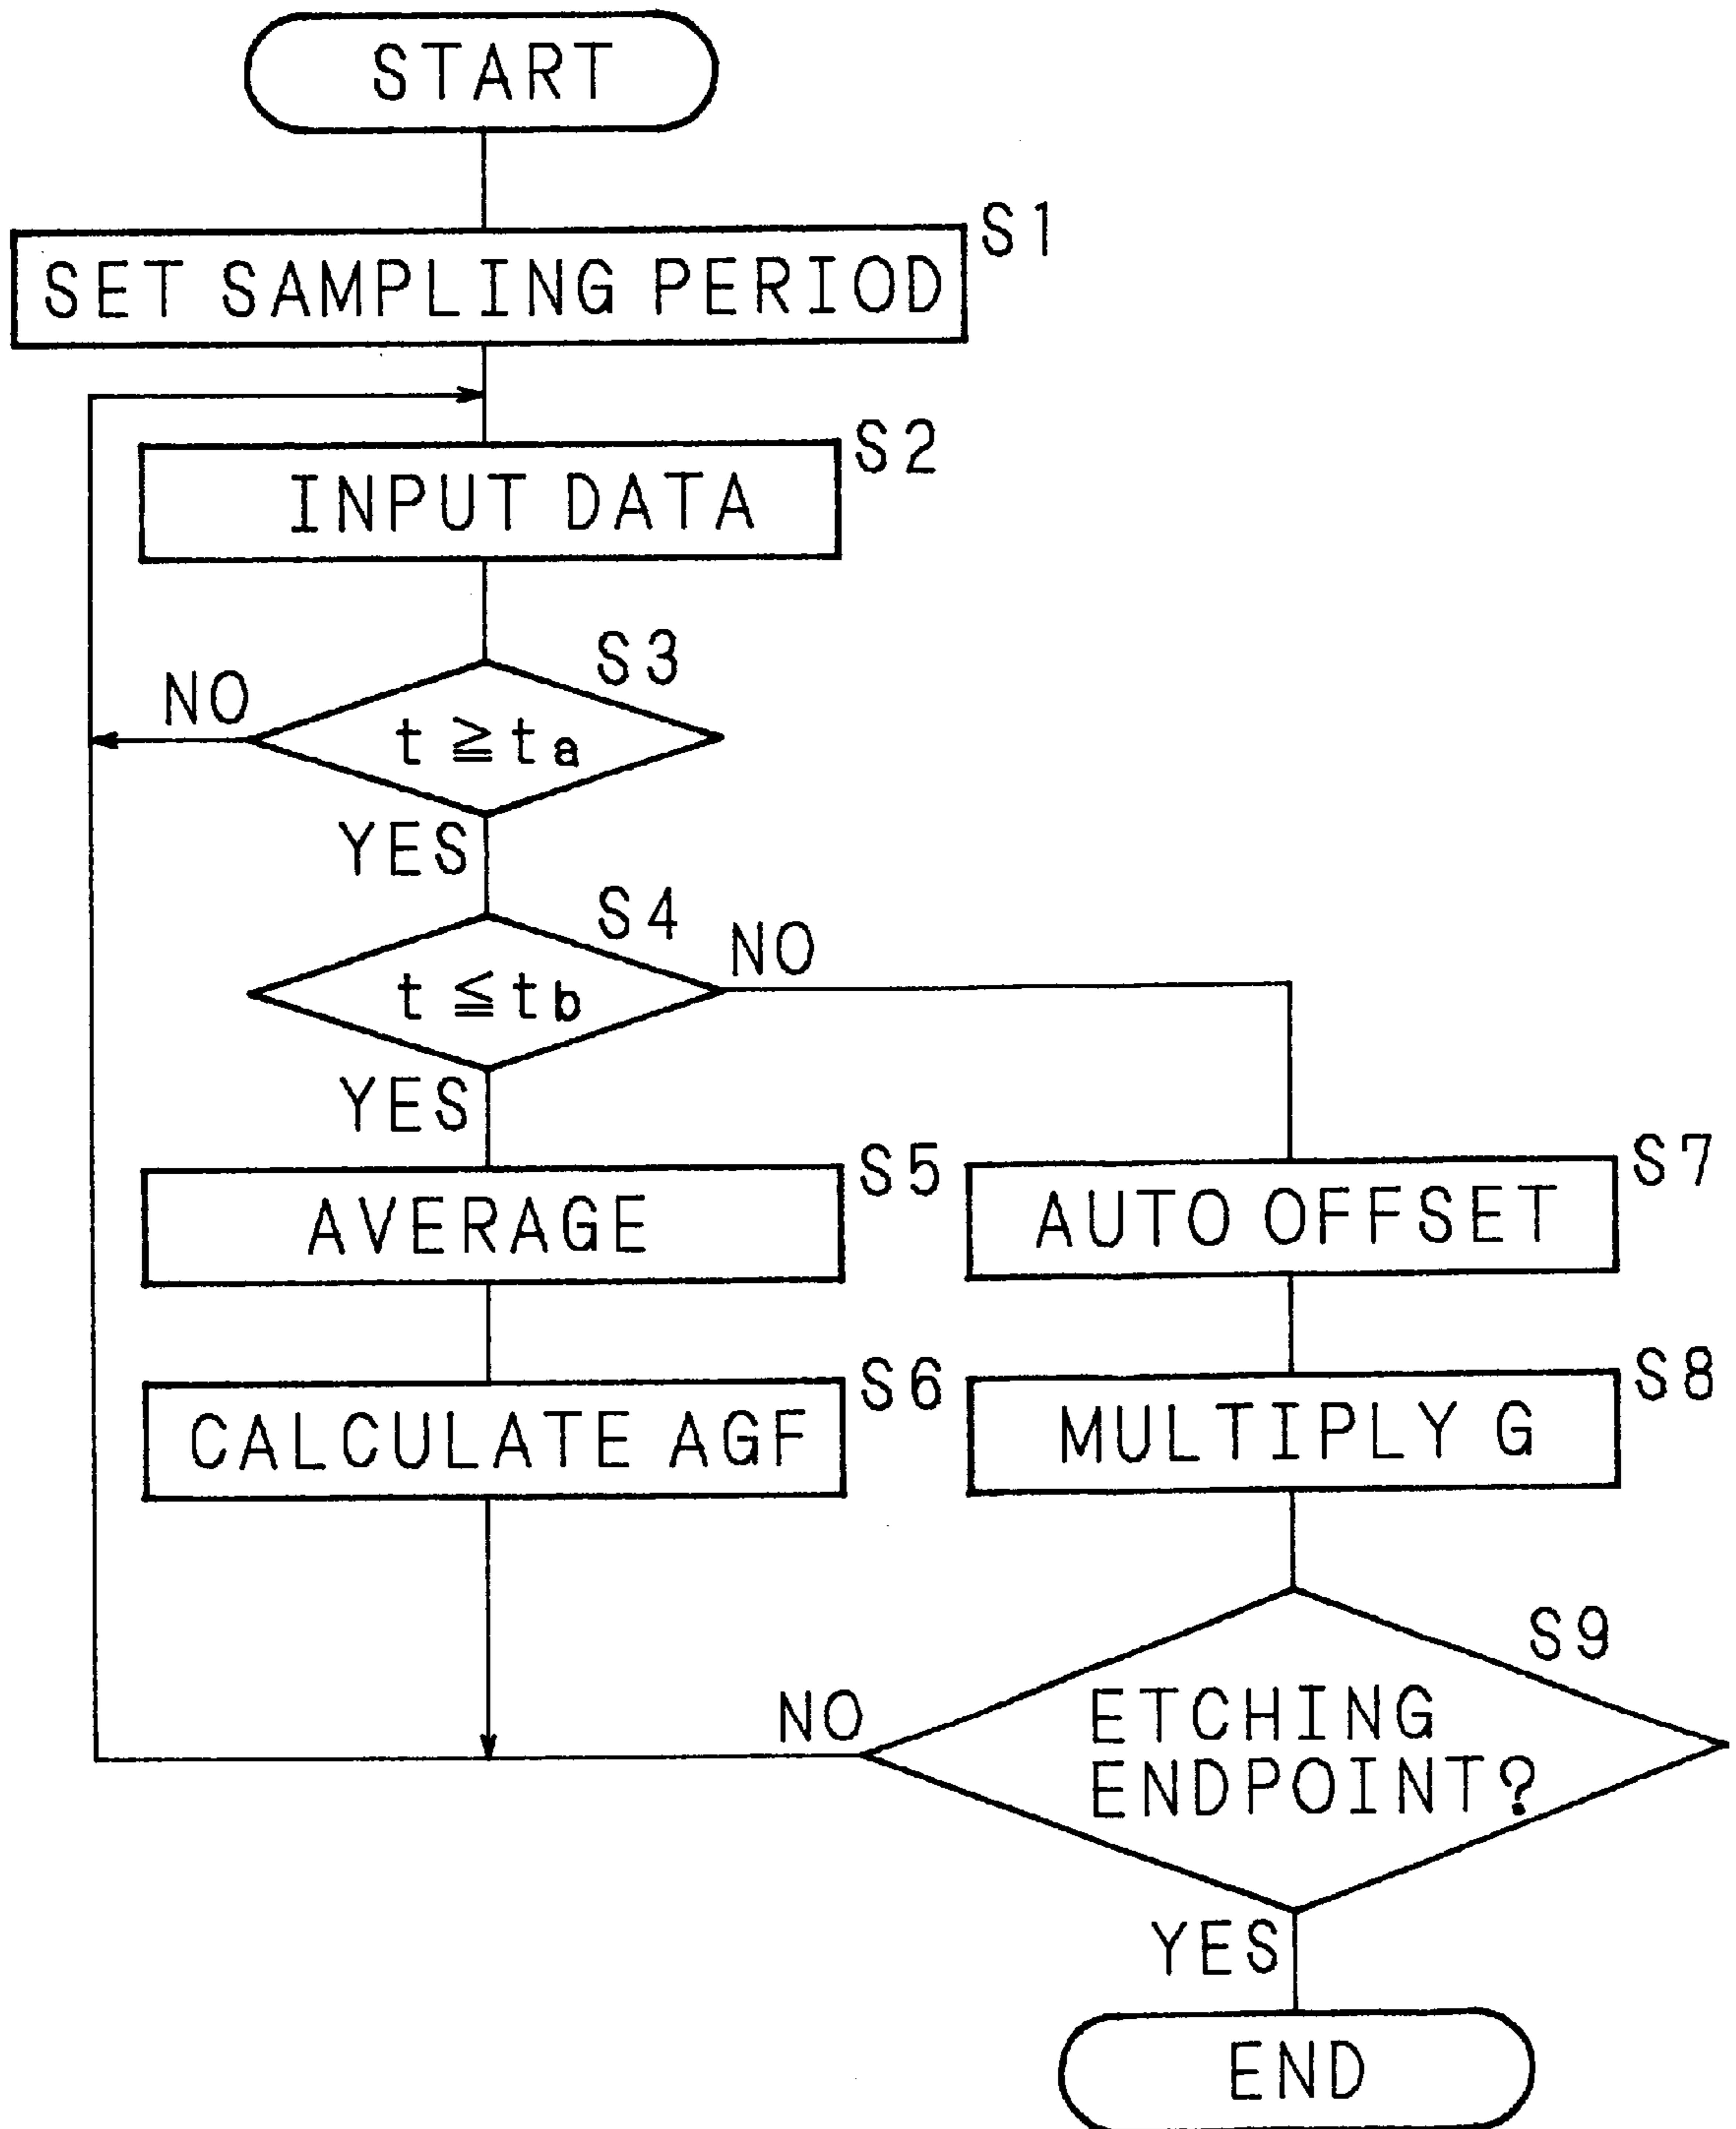 START
S1
SET SAMPLING PERIOD
S2
INPUT DATA
S3
NO
t ≧ ta
YES
S4
NO
t ≦ tb
YES
S5
AVERAGE
S7
AUTO OFFSET
S6
CALCULATE AGF
S8
MULTIPLY G
S9
NO
ETCHING
ENDPOINT?
YES
END